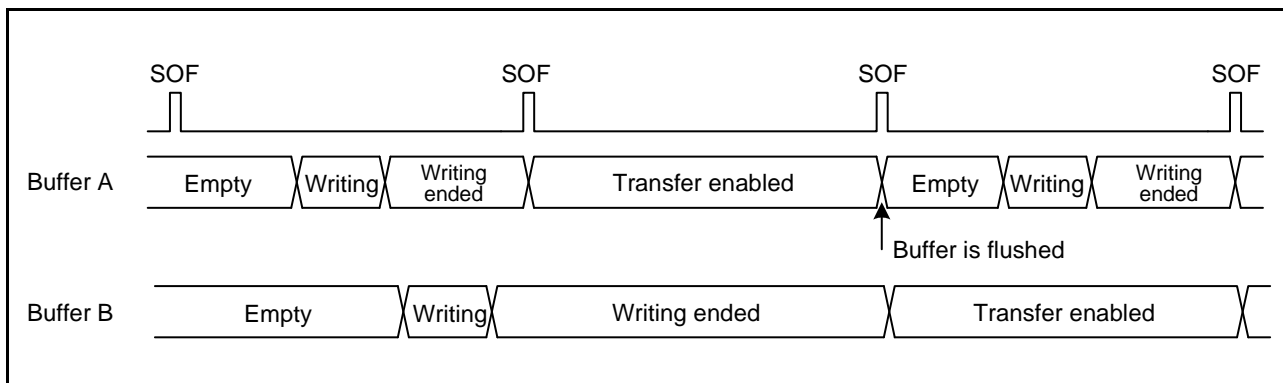 SOF SOF SOF SOF
Buffer A Empty Writing Writing ended Transfer enabled Empty Writing Writing ended
Buffer is flushed
Buffer B Empty Writing Writing ended Transfer enabled